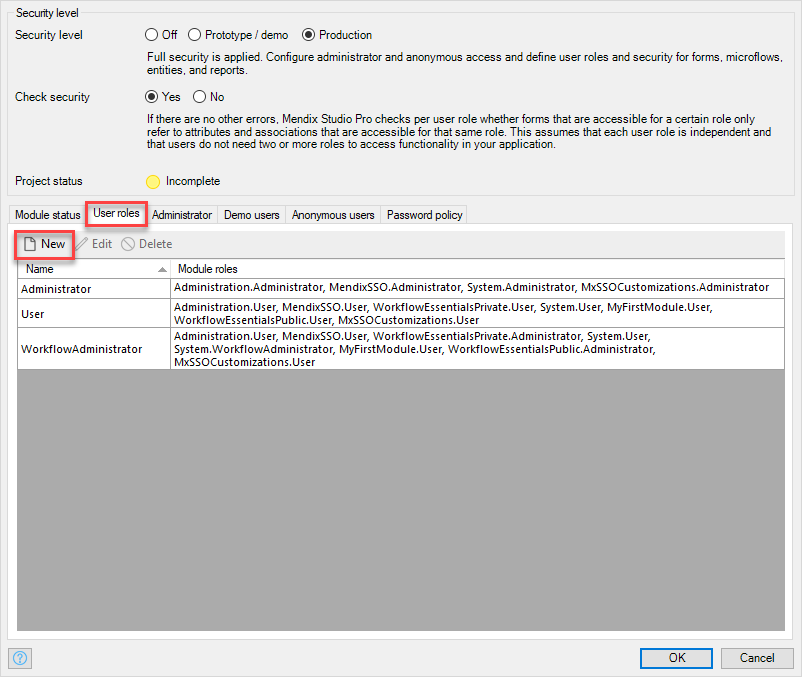 Security level
Security level Off Prototype / demo Production
Full security is applied. Configure administrator and anonymous access and define user roles and security for forms, microflows,
entities, and reports.
Check security Yes No
If there are no other errors, Mendix Studio Pro checks per user role whether forms that are accessible for a certain role only
refer to attributes and associations that are accessible for that same role. This assumes that each user role is independent and
that users do not need two or more roles to access functionality in your application.
Project status Incomplete
Module status User roles Administrator Demo users Anonymous users Password policy
New Edit Delete
Name Module roles
Administrator Administration.Administrator, MendixSSO.Administrator, System.Administrator, MxSSOCustomizations.Administrator
User Administration.User, MendixSSO.User, WorkflowEssentialsPrivate.User, System.User, MyFirstModule.User,
WorkflowEssentialsPublic.User, MxSSOCustomizations.User
WorkflowAdministrator Administration.User, MendixSSO.User, WorkflowEssentialsPrivate.Administrator, System.User,
System.WorkflowAdministrator, MyFirstModule.User, WorkflowEssentialsPublic.Administrator,
MxSSOCustomizations.User
? OK Cancel